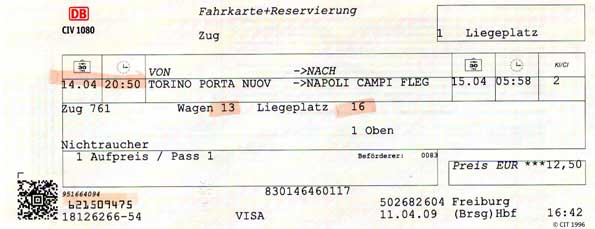 DB
Fahrkarte+Reservierung
CIV 1080
Zug
1 Liegeplatz
VON ->NACH Kl/Cl
14.04 20:50 TORINO PORTA NUOV ->NAPOLI CAMPI FLEG 15.04 05:58 2
Zug 761 Wagen 13 Liegeplatz 16
1 Oben
Nichtraucher
1 Aufpreis / Pass 1 Beförderer: 0083
Preis EUR ***12,50
951664094
830146460117
621509475
502682604 Freiburg
18126266-54 VISA 11.04.09 (Brsg)Hbf 16:42
© CIT 1996